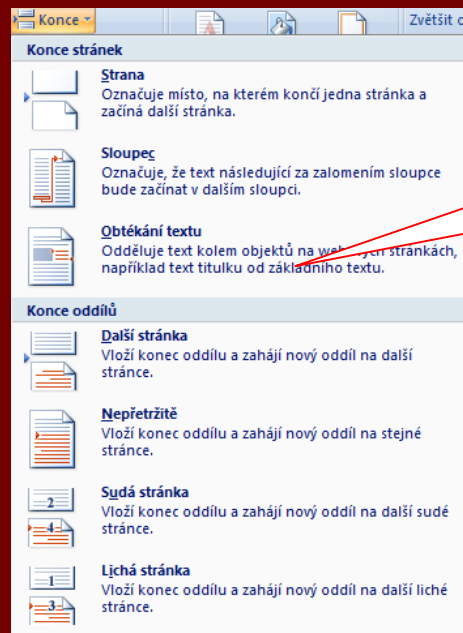 Konce
Zvětšit o
Konce stránek
Strana
Označuje místo, na kterém končí jedna stránka a
začíná další stránka.
Sloupec
Označuje, že text následující za zalomením sloupce
bude začínat v dalším sloupci.
Obtékání textu
Odděluje text kolem objektů na webových stránkách,
například text titulku od základního textu.
Konce oddílů
Další stránka
Vloží konec oddílu a zahájí nový oddíl na další
stránce.
Nepřetržitě
Vloží konec oddílu a zahájí nový oddíl na stejné
stránce.
2
4
Sudá stránka
Vloží konec oddílu a zahájí nový oddíl na další sudé
stránce.
1
3
Lichá stránka
Vloží konec oddílu a zahájí nový oddíl na další liché
stránce.